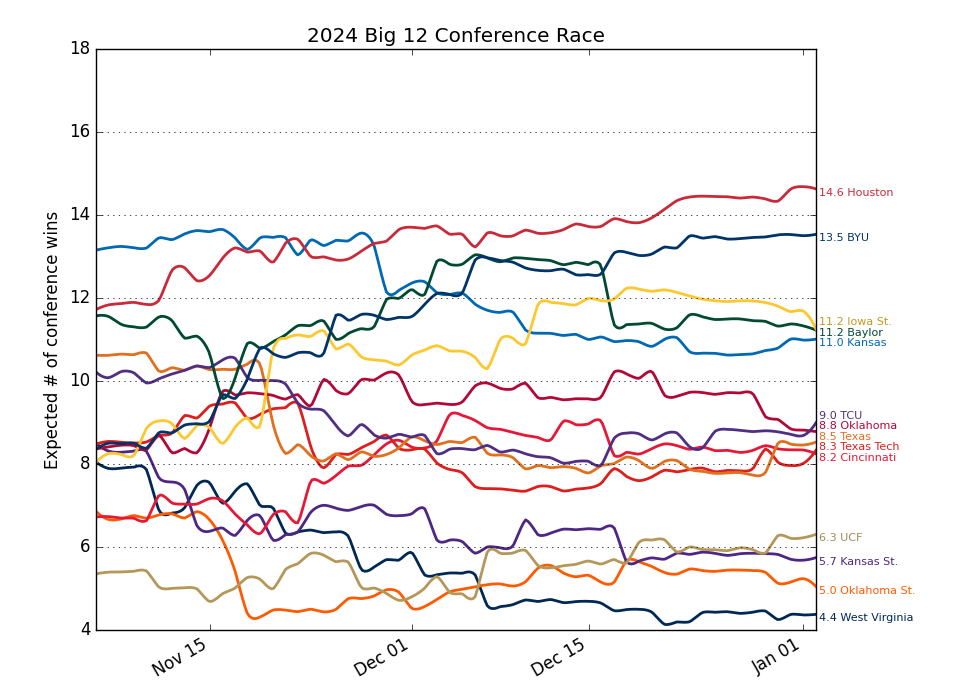 2024 Big 12 Conference Race
Expected # of conference wins
18
16
14
12
10
8
6
4
Nov 15
Dec 01
Dec 15
Jan 01
14.6 Houston
13.5 BYU
11.2 Iowa St.
11.2 Baylor
11.0 Kansas
9.0 TCU
8.8 Oklahoma
8.5 Texas
8.3 Texas Tech
8.2 Cincinnati
6.3 UCF
5.7 Kansas St.
5.0 Oklahoma St.
4.4 West Virginia